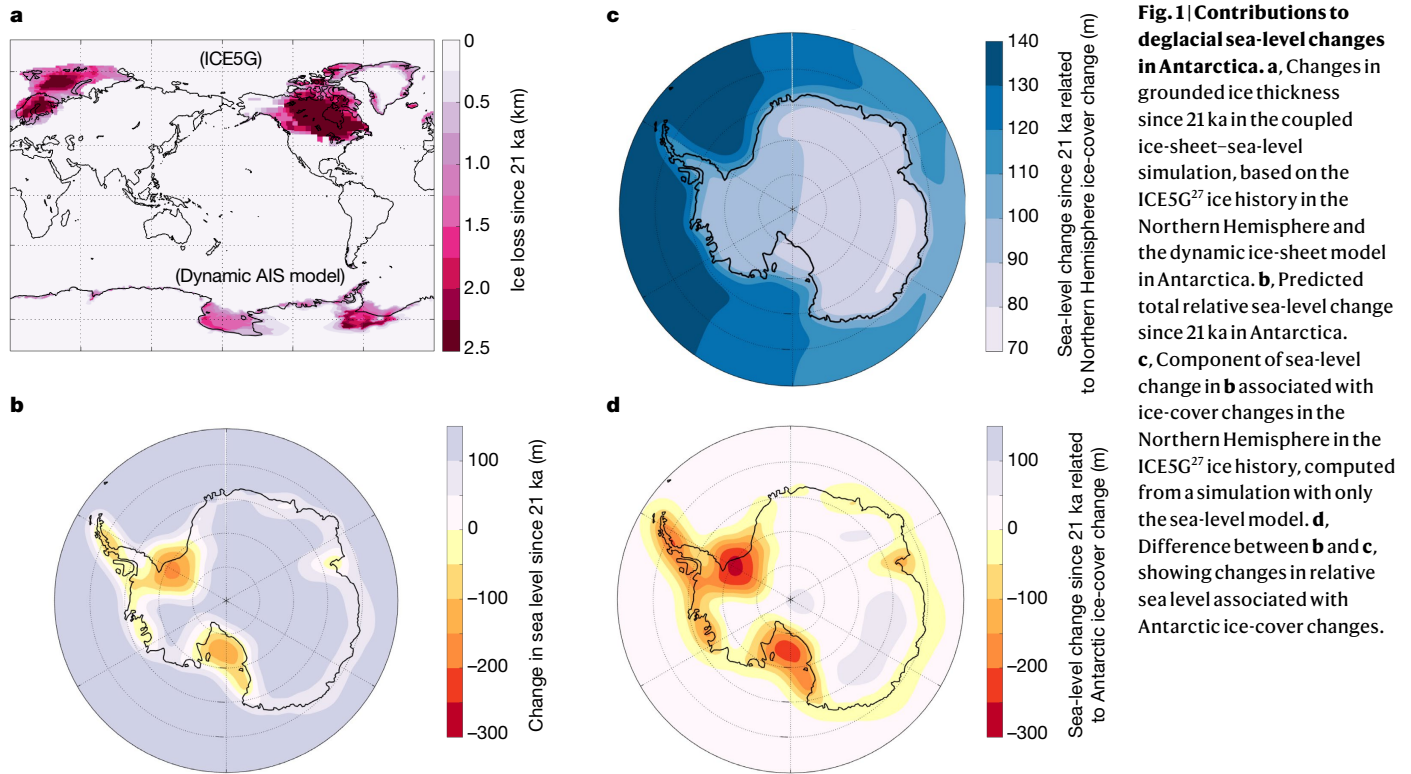 a
(ICE5G)
(Dynamic AIS model)
0
0.5
1.0
1.5
2.0
2.5
Ice loss since 21 ka (km)
c
140
130
120
110
100
90
80
70
Sea-level change since 21 ka related
to Northern Hemisphere ice-cover change (m)
b
100
0
–100
–200
–300
Change in sea level since 21 ka (m)
d
100
0
–100
–200
–300
Sea-level change since 21 ka related
to Antarctic ice-cover change (m)
Fig. 1 | Contributions to
deglacial sea-level changes
in Antarctica. a, Changes in
grounded ice thickness
since 21 ka in the coupled
ice-sheet–sea-level
simulation, based on the
ICE5G27 ice history in the
Northern Hemisphere and
the dynamic ice-sheet model
in Antarctica. b, Predicted
total relative sea-level change
since 21 ka in Antarctica.
c, Component of sea-level
change in b associated with
ice-cover changes in the
Northern Hemisphere in the
ICE5G27 ice history, computed
from a simulation with only
the sea-level model. d,
Difference between b and c,
showing changes in relative
sea level associated with
Antarctic ice-cover changes.